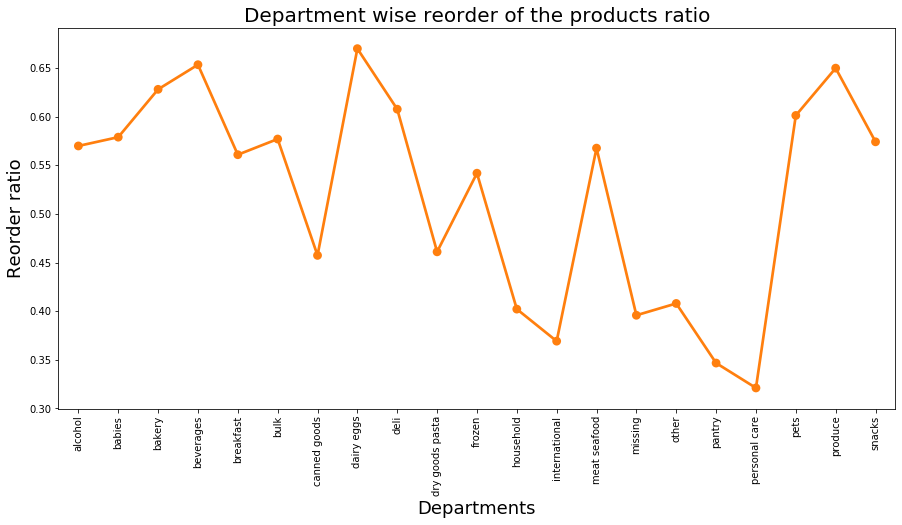 Department wise reorder of the products ratio
Reorder ratio
0.65
0.60
0.55
0.50
0.45
0.40
0.35
0.30
alcohol
babies
bakery
beverages
breakfast
bulk
canned goods
dairy eggs
deli
dry goods pasta
frozen
household
international
meat seafood
missing
other
pantry
personal care
pets
produce
snacks
Departments